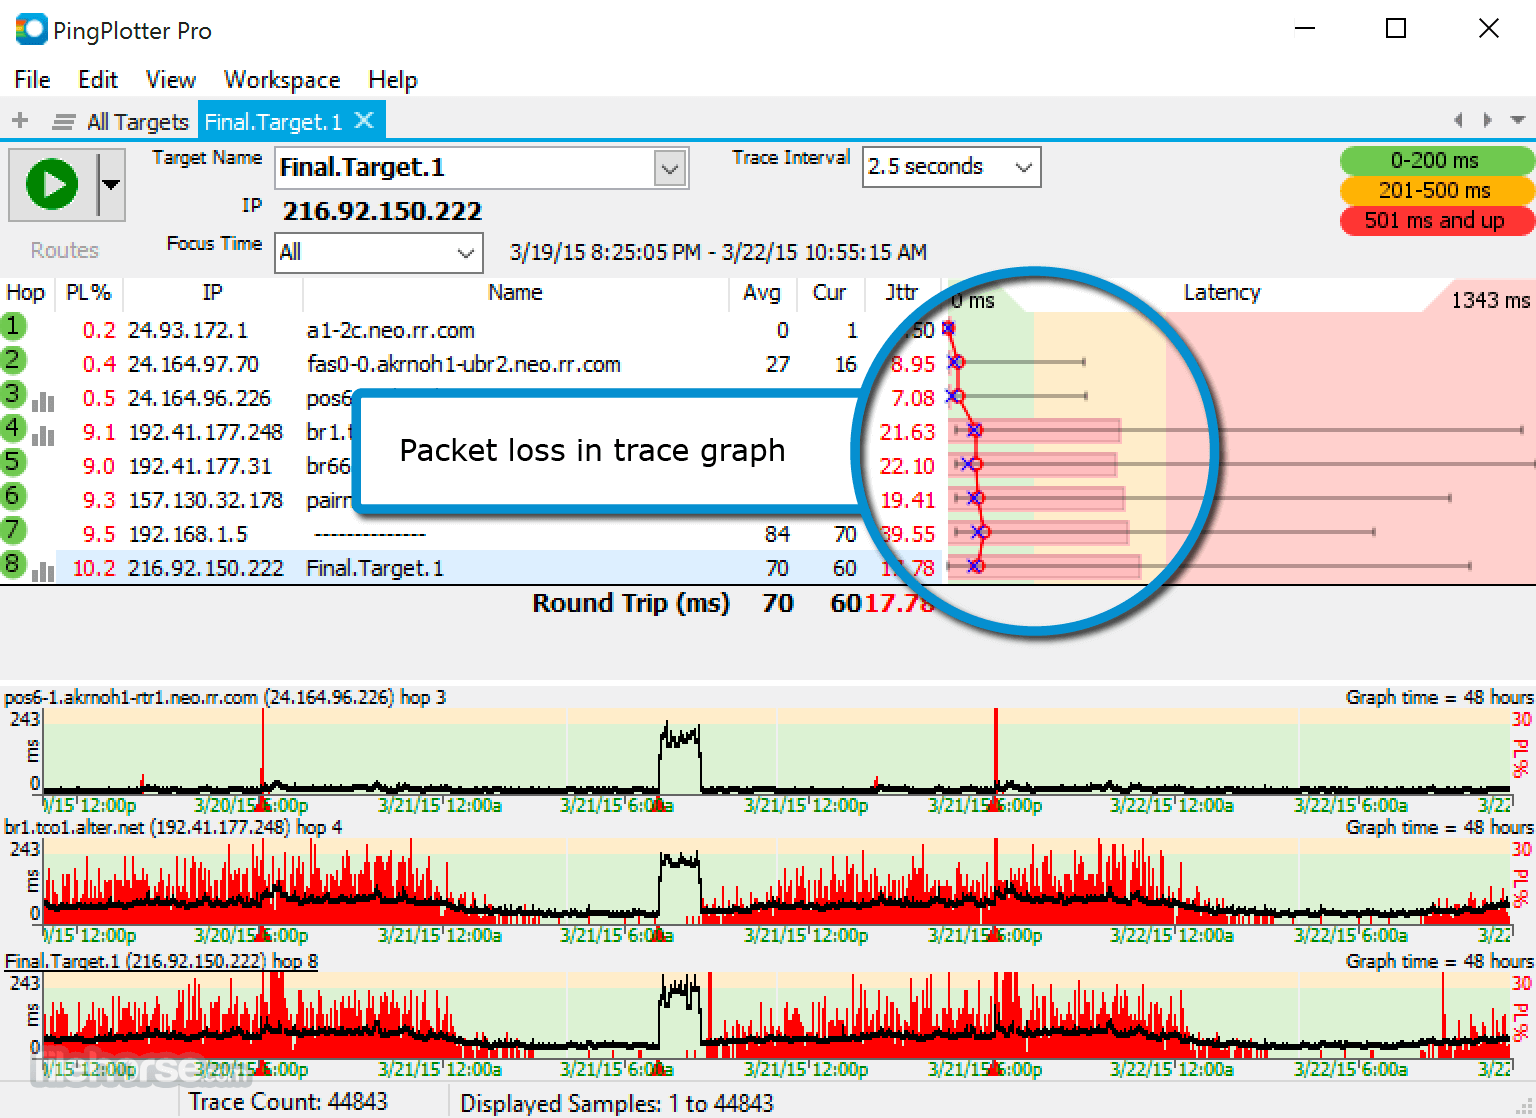 PingPlotter Pro
File Edit View Workspace Help
+ All Targets Final.Target.1 X
Target Name Final.Target.1 Trace Interval 2.5 seconds 0-200 ms
IP 216.92.150.222 201-500 ms
501 ms and up
Routes Focus Time All 3/19/15 8:25:05 PM - 3/22/15 10:55:15 AM
Hop PL% IP Name Avg Cur Jttr 0 ms Latency 1343 ms
1 0.2 24.93.172.1 a1-2c.neo.rr.com 0 1 .50
2 0.4 24.164.97.70 fas0-0.akrnoh1-ubr2.neo.rr.com 27 16 8.95
3 0.5 24.164.96.226 pos6 7.08
4 9.1 192.41.177.248 br1.t 21.63
5 9.0 192.41.177.31 br66 22.10
6 9.3 157.130.32.178 pairn 19.41
7 9.5 192.168.1.5 -------------- 84 70 39.55
8 10.2 216.92.150.222 Final.Target.1 70 60 17.78
Packet loss in trace graph
Round Trip (ms) 70 60 17.78
pos6-1.akrnoh1-rtr1.neo.rr.com (24.164.96.226) hop 3 Graph time = 48 hours
243 30
ms PL%
0
/15 12:00p 3/20/15 6:00p 3/21/15 12:00a 3/21/15 6:00a 3/21/15 12:00p 3/21/15 6:00p 3/22/15 12:00a 3/22/15 6:00a 3/22
br1.tco1.alter.net (192.41.177.248) hop 4 Graph time = 48 hours
243 30
ms PL%
0
/15 12:00p 3/20/15 6:00p 3/21/15 12:00a 3/21/15 6:00a 3/21/15 12:00p 3/21/15 6:00p 3/22/15 12:00a 3/22/15 6:00a 3/22
Final.Target.1 (216.92.150.222) hop 8 Graph time = 48 hours
243 30
ms PL%
0
/15 12:00p 3/20/15 6:00p 3/21/15 12:00a 3/21/15 6:00a 3/21/15 12:00p 3/21/15 6:00p 3/22/15 12:00a 3/22/15 6:00a 3/22
filehorse.com
Trace Count: 44843 Displayed Samples: 1 to 44843